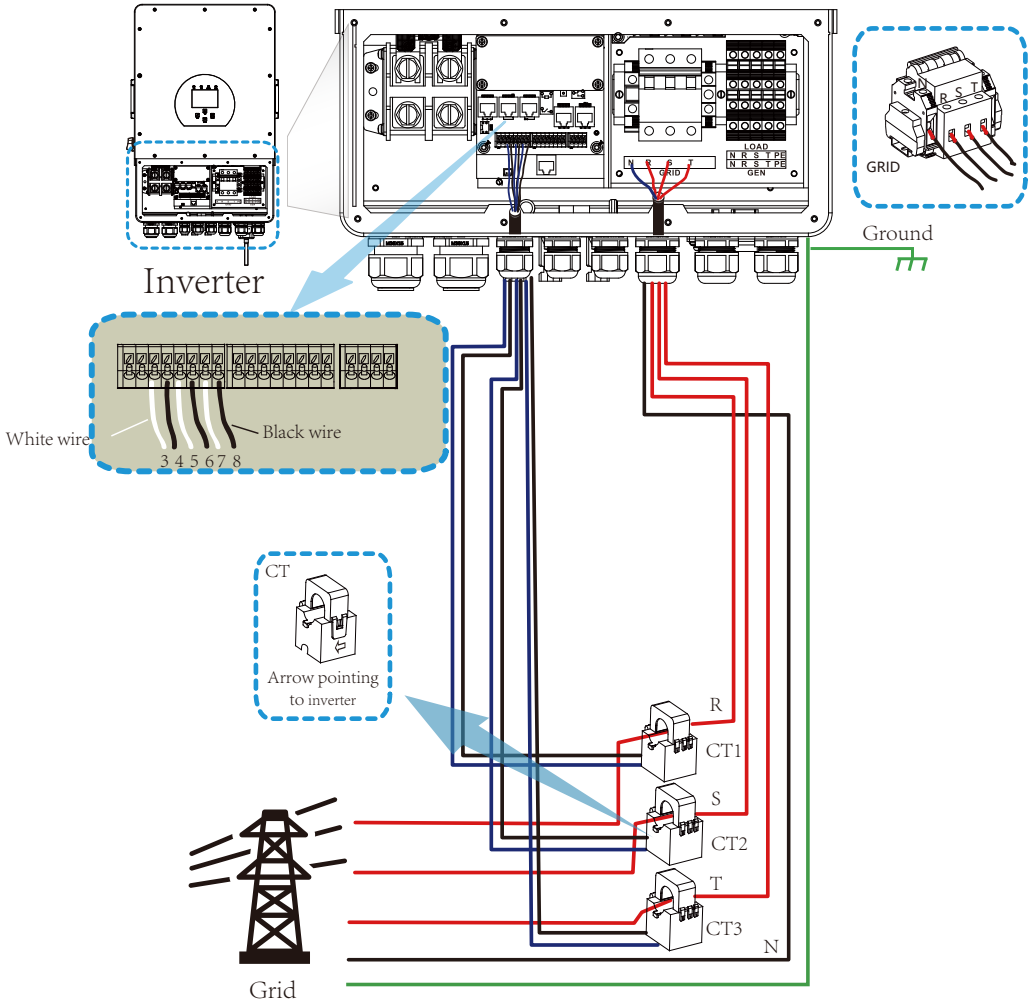 Inverter
N R S T
GRID
LOAD
N R S T PE
N R S T PE
GEN
R S T
GRID
Ground
White wire
Black wire
3 4 5 6 7 8
CT
Arrow pointing
to inverter
R
CT1
S
CT2
T
CT3
N
Grid